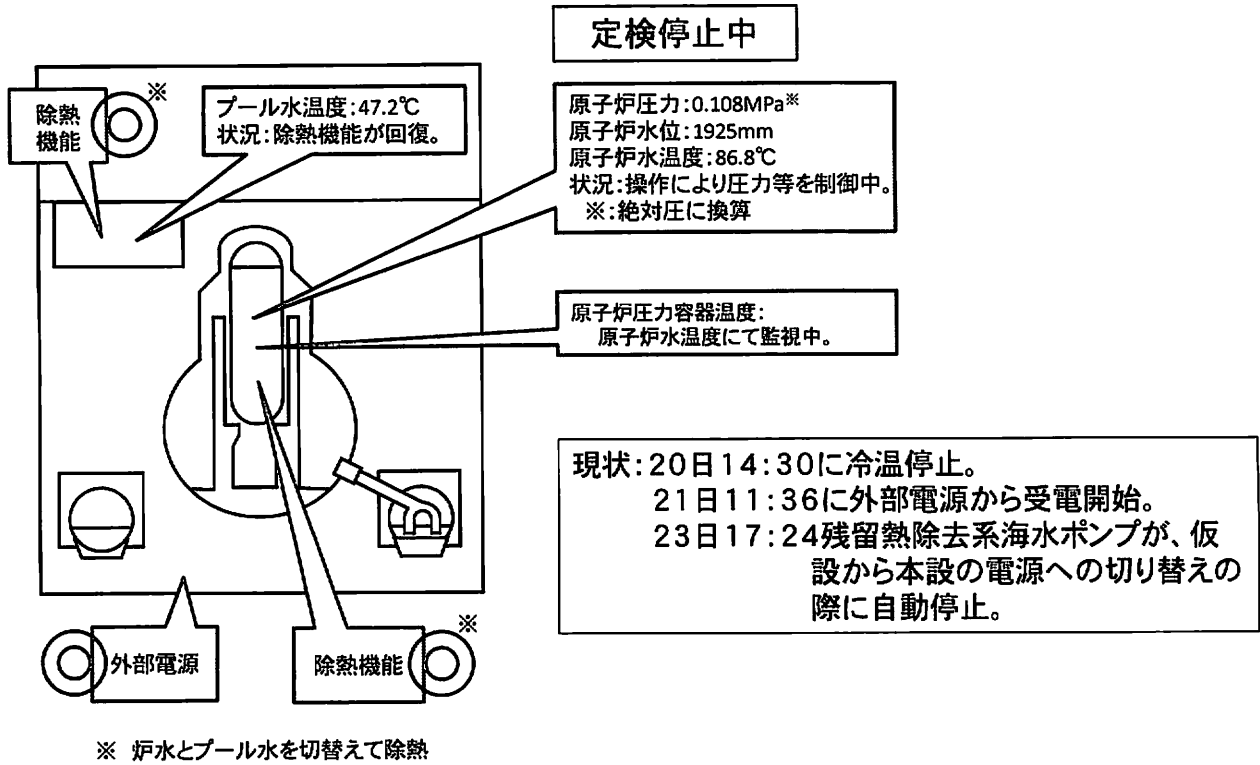 定検停止中
※
除熱
機能
プール水温度:47.2℃
状況:除熱機能が回復。
原子炉圧力:0.108MPa※
原子炉水位:1925mm
原子炉水温度:86.8℃
状況:操作により圧力等を制御中。
※:絶対圧に換算
原子炉圧力容器温度:
原子炉水温度にて監視中。
現状:20日14:30に冷温停止。
21日11:36に外部電源から受電開始。
23日17:24残留熱除去系海水ポンプが、仮
設から本設の電源への切り替えの
際に自動停止。
外部電源
除熱機能
※
※ 炉水とプール水を切替えて除熱